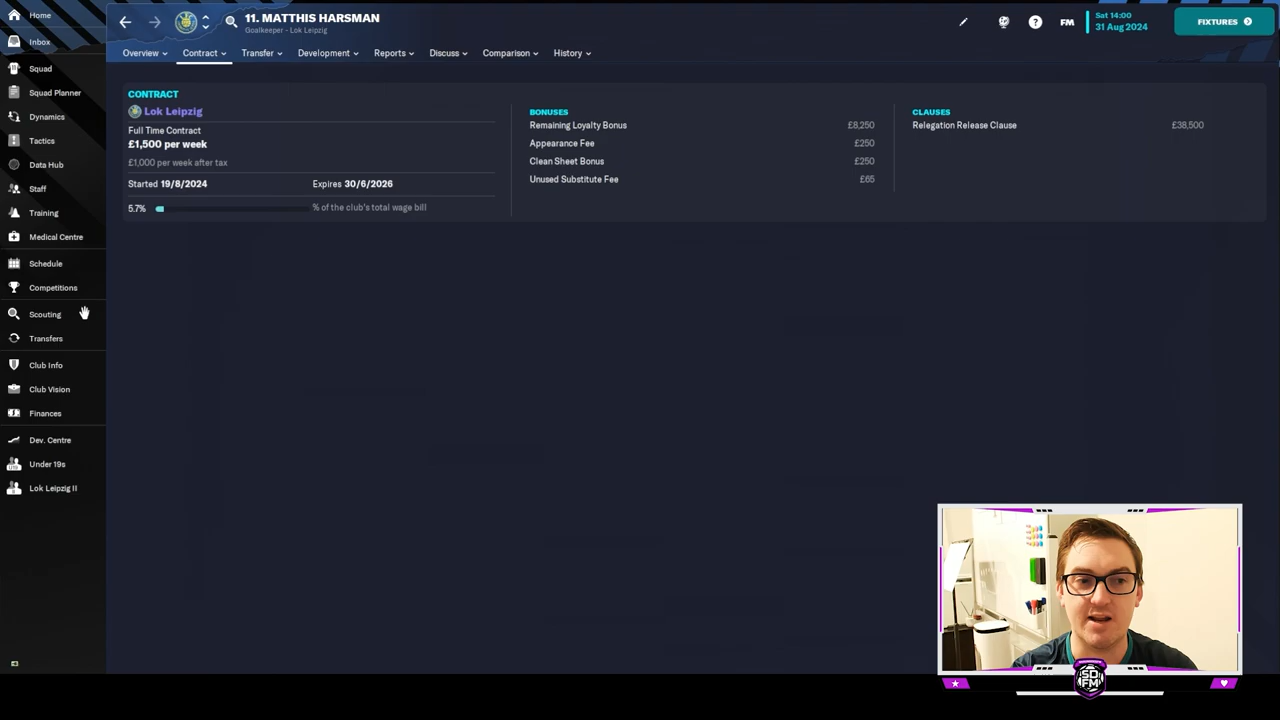 Home
Inbox
Squad
Squad Planner
Dynamics
Tactics
Data Hub
Staff
Training
Medical Centre
Schedule
Competitions
Scouting
Transfers
Club Info
Club Vision
Finances
Dev. Centre
Under 19s
Lok Leipzig II
11. MATTHIS HARSMAN
Goalkeeper - Lok Leipzig
FM
Sat 14:00
31 Aug 2024
FIXTURES
Overview
Contract
Transfer
Development
Reports
Discuss
Comparison
History
CONTRACT
Lok Leipzig
Full Time Contract
£1,500 per week
£1,000 per week after tax
Started 19/8/2024
Expires 30/6/2026
5.7%
% of the club's total wage bill
BONUSES
Remaining Loyalty Bonus £8,250
Appearance Fee £250
Clean Sheet Bonus £250
Unused Substitute Fee £65
CLAUSES
Relegation Release Clause £38,500
SD
FM